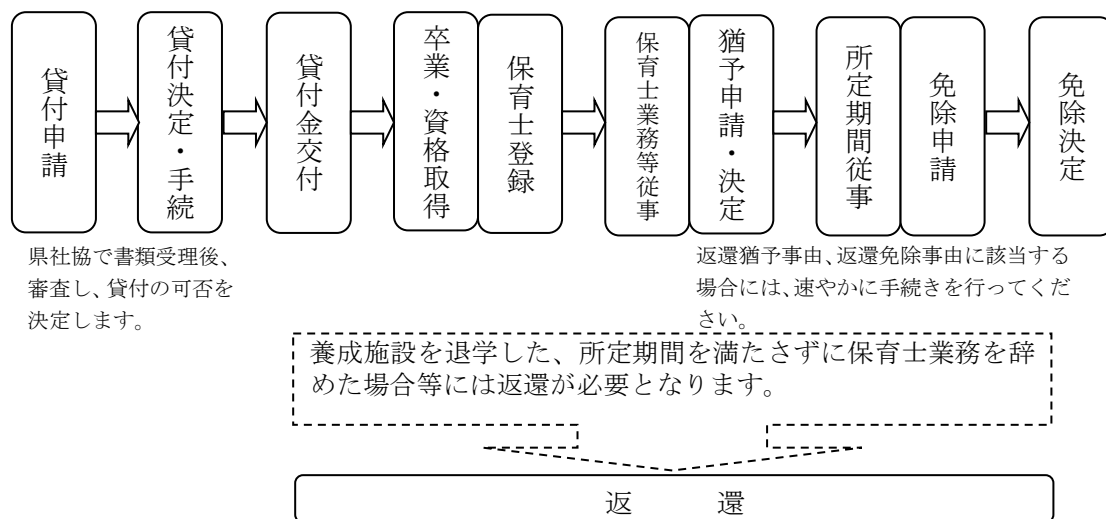 貸付申請
貸付決定・手続
貸付金交付
卒業・資格取得
保育士登録
保育士業務等従事
猶予申請・決定
所定期間従事
免除申請
免除決定
県社協で書類受理後、
審査し、貸付の可否を
決定します。
返還猶予事由、返還免除事由に該当する
場合には、速やかに手続きを行ってくだ
さい。
養成施設を退学した、所定期間を満たさずに保育士業務を辞
めた場合等には返還が必要となります。
返　　還